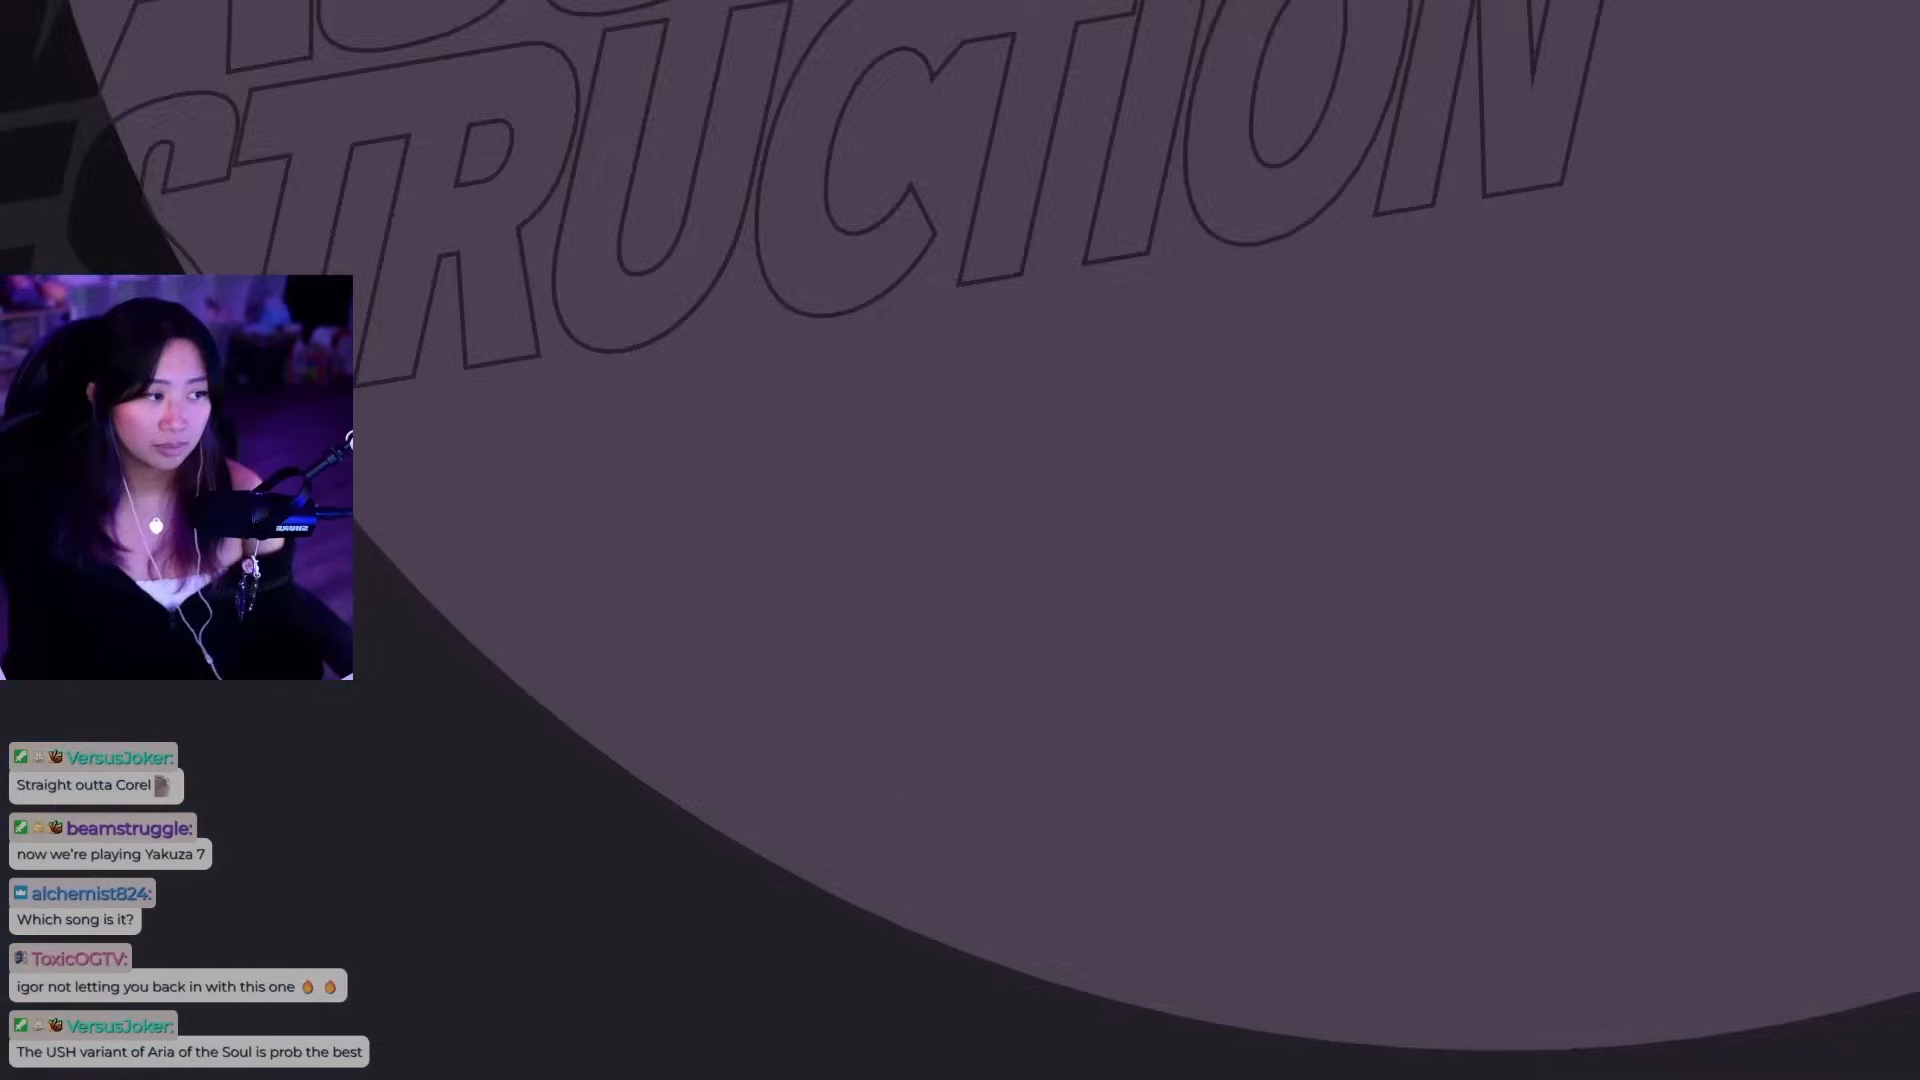 STRUCTION
VersusJoker:
Straight outta Corel
beamstruggle:
now we're playing Yakuza 7
alchemist824:
Which song is it?
ToxicOGTV:
igor not letting you back in with this one
VersusJoker:
The USH variant of Aria of the Soul is prob the best